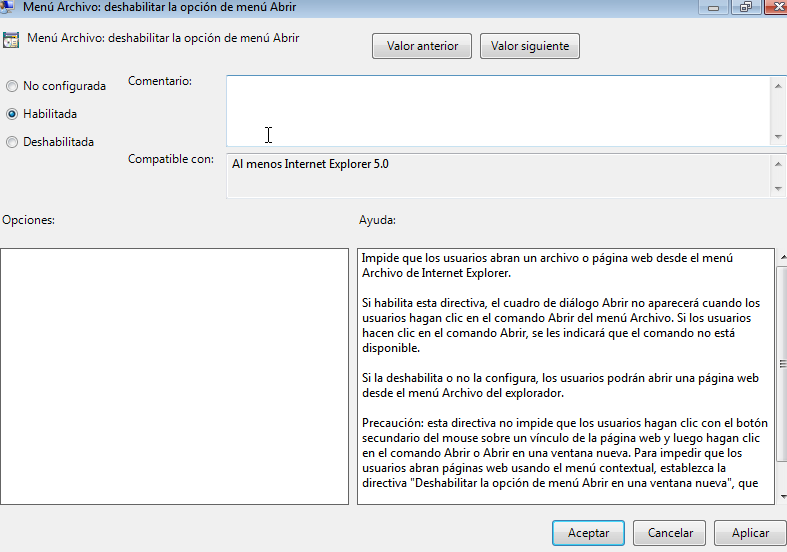 Menú Archivo: deshabilitar la opción de menú Abrir
Menú Archivo: deshabilitar la opción de menú Abrir
Valor anterior
Valor siguiente
No configurada
Comentario:
Habilitada
Deshabilitada
Compatible con:
Al menos Internet Explorer 5.0
Opciones:
Ayuda:
Impide que los usuarios abran un archivo o página web desde el menú
Archivo de Internet Explorer.
Si habilita esta directiva, el cuadro de diálogo Abrir no aparecerá cuando los
usuarios hagan clic en el comando Abrir del menú Archivo. Si los usuarios
hacen clic en el comando Abrir, se les indicará que el comando no está
disponible.
Si la deshabilita o no la configura, los usuarios podrán abrir una página web
desde el menú Archivo del explorador.
Precaución: esta directiva no impide que los usuarios hagan clic con el botón
secundario del mouse sobre un vínculo de la página web y luego hagan clic
en el comando Abrir o Abrir en una ventana nueva. Para impedir que los
usuarios abran páginas web usando el menú contextual, establezca la
directiva "Deshabilitar la opción de menú Abrir en una ventana nueva", que
Aceptar
Cancelar
Aplicar